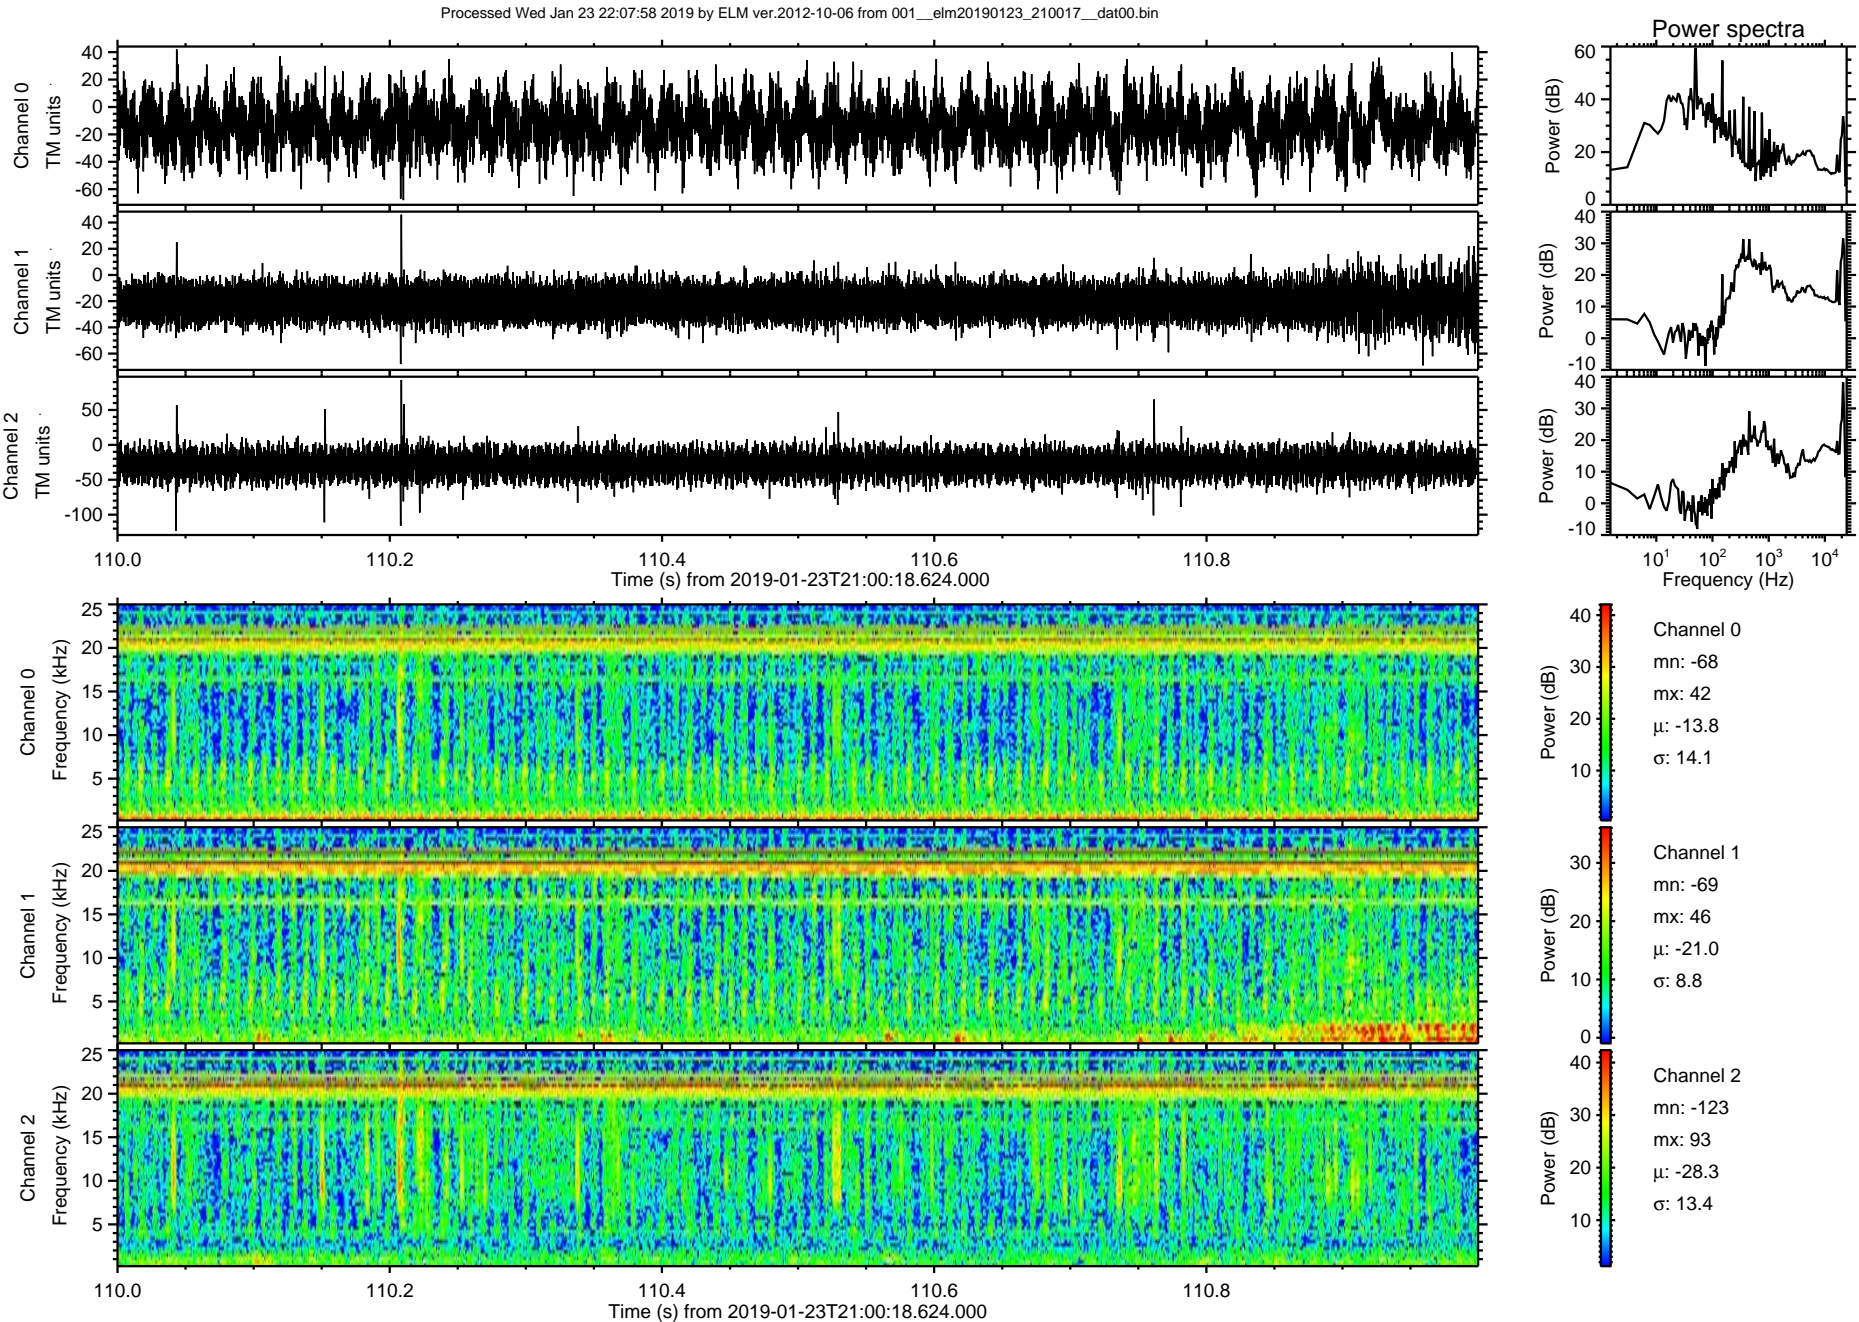 Processed Wed Jan 23 22:07:58 2019 by ELM ver.2012-10-06 from 001__elm20190123_210017__dat00.bin
Power spectra
Channel 0
TM units
40
20
0
-20
-40
-60
Power (dB)
60
40
20
0
Channel 1
TM units
40
20
0
-20
-40
-60
Power (dB)
40
30
20
10
0
-10
Channel 2
TM units
50
0
-50
-100
Power (dB)
40
30
20
10
0
-10
110.0 110.2 110.4 110.6 110.8
Time (s) from 2019-01-23T21:00:18.624.000
10¹ 10² 10³ 10⁴
Frequency (Hz)
Channel 0
Frequency (kHz)
25
20
15
10
5
Power (dB)
40
30
20
10
Channel 0
mn: -68
mx: 42
μ: -13.8
σ: 14.1
Channel 1
Frequency (kHz)
25
20
15
10
5
Power (dB)
30
20
10
0
Channel 1
mn: -69
mx: 46
μ: -21.0
σ: 8.8
Channel 2
Frequency (kHz)
25
20
15
10
5
Power (dB)
40
30
20
10
Channel 2
mn: -123
mx: 93
μ: -28.3
σ: 13.4
110.0 110.2 110.4 110.6 110.8
Time (s) from 2019-01-23T21:00:18.624.000